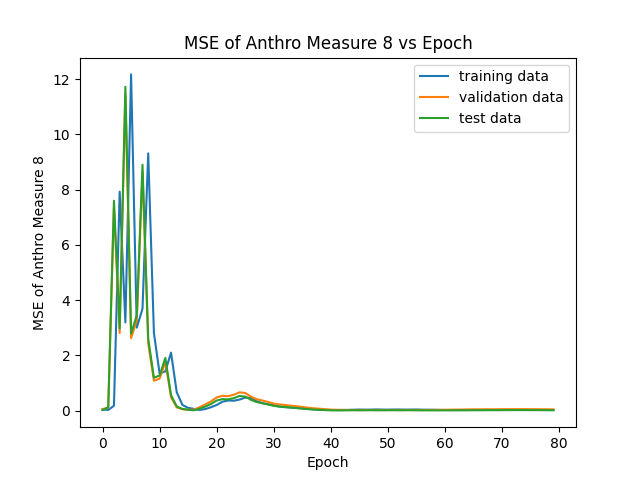 MSE of Anthro Measure 8 vs Epoch
training data
validation data
test data
MSE of Anthro Measure 8
12
10
8
6
4
2
0
0 10 20 30 40 50 60 70 80
Epoch